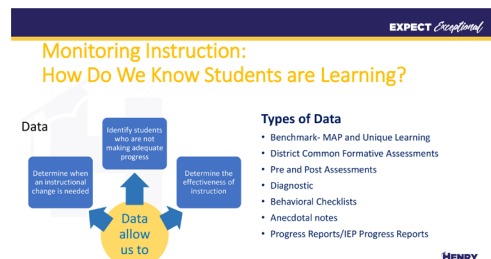 EXPECT Exceptional
Monitoring Instruction:
How Do We Know Students are Learning?
Data
Identify students
who are not
making adequate
progress
Determine when
an instructional
change is needed
Determine the
effectiveness of
instruction
Data
allow
us to
Types of Data
• Benchmark- MAP and Unique Learning
• District Common Formative Assessments
• Pre and Post Assessments
• Diagnostic
• Behavioral Checklists
• Anecdotal notes
• Progress Reports/IEP Progress Reports
HENRY